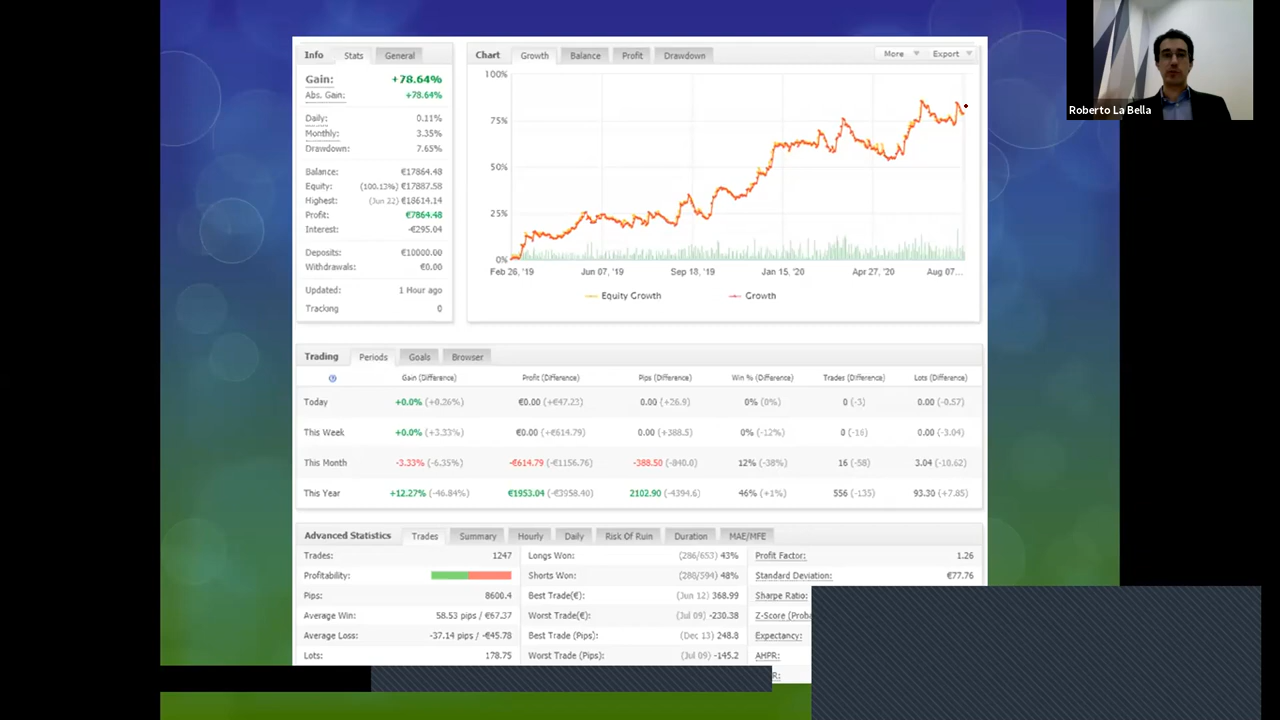 Info Stats General
Gain: +78.64%
Abs. Gain: +78.64%
Daily: 0.11%
Monthly: 3.35%
Drawdown: 7.65%
Balance: €17864.48
Equity: (100.13%) €17887.58
Highest: (Jun 22) €18614.14
Profit: €7864.48
Interest: -€295.04
Deposits: €10000.00
Withdrawals: €0.00
Updated: 1 Hour ago
Tracking 0
Chart Growth Balance Profit Drawdown More Export
100%
75%
50%
25%
0%
Feb 26, '19 Jun 07, '19 Sep 18, '19 Jan 15, '20 Apr 27, '20 Aug 07...
Equity Growth Growth
Roberto La Bella
Trading Periods Goals Browser
Gain (Difference) Profit (Difference) Pips (Difference) Win % (Difference) Trades (Difference) Lots (Difference)
Today +0.0% (+0.26%) €0.00 (+€47.23) 0.00 (+26.9) 0% (0%) 0 (-3) 0.00 (-0.57)
This Week +0.0% (+3.33%) €0.00 (+€614.79) 0.00 (+388.5) 0% (-12%) 0 (-16) 0.00 (-3.04)
This Month -3.33% (-6.35%) -€614.79 (-€1156.76) -388.50 (-840.0) 12% (-38%) 16 (-58) 3.04 (-10.62)
This Year +12.27% (-46.84%) €1953.04 (-€3958.40) 2102.90 (-4394.6) 46% (+1%) 556 (-135) 93.30 (+7.85)
Advanced Statistics Trades Summary Hourly Daily Risk Of Ruin Duration MAE/MFE
Trades: 1247 Longs Won: (286/653) 43% Profit Factor: 1.26
Profitability: Shorts Won: (288/594) 48% Standard Deviation: €77.76
Pips: 8600.4 Best Trade(€): (Jun 12) 368.99 Sharpe Ratio:
Average Win: 58.53 pips / €67.37 Worst Trade(€): (Jul 09) -230.38 Z-Score (Proba
Average Loss: -37.14 pips / -€45.78 Best Trade (Pips): (Dec 13) 248.8 Expectancy:
Lots: 178.75 Worst Trade (Pips): (Jul 09) -145.2 AHPR:
R: